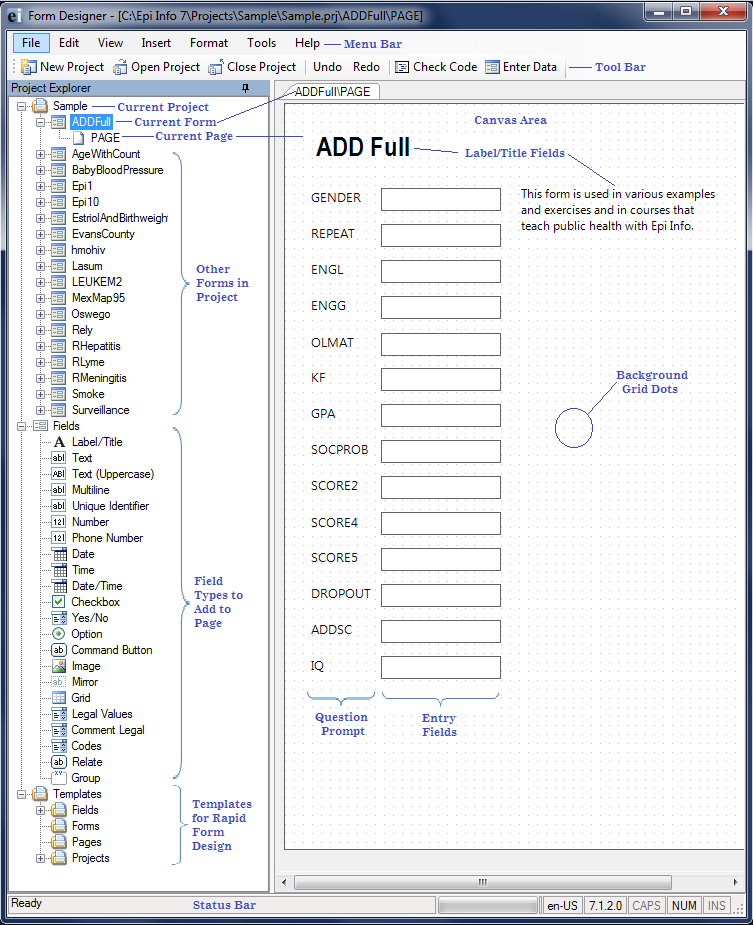 Form Designer - [C:\Epi Info 7\Projects\Sample\Sample.prj\ADDFull\PAGE]
File Edit View Insert Format Tools Help Menu Bar
New Project Open Project Close Project Undo Redo Check Code Enter Data Tool Bar
Project Explorer
Sample Current Project
ADDFull Current Form
PAGE Current Page
AgeWithCount
BabyBloodPressure
Epi1
Epi10
EstriolAndBirthweigh
EvansCounty
hmohiv
Lasum
LEUKEM2
MexMap95
Oswego
Rely
RHepatitis
RLyme
RMeningitis
Smoke
Surveillance
Other
Forms in
Project
Fields
Label/Title
Text
Text (Uppercase)
Multiline
Unique Identifier
Number
Phone Number
Date
Time
Date/Time
Checkbox
Yes/No
Option
Command Button
Image
Mirror
Grid
Legal Values
Comment Legal
Codes
Relate
Group
Field
Types to
Add to
Page
Templates
Fields
Forms
Pages
Projects
Templates
for Rapid
Form
Design
ADDFull\PAGE
Canvas Area
ADD Full
Label/Title Fields
This form is used in various examples
and exercises and in courses that
teach public health with Epi Info.
GENDER
REPEAT
ENGL
ENGG
OLMAT
KF
GPA
SOCPROB
SCORE2
SCORE4
SCORE5
DROPOUT
ADDSC
IQ
Background
Grid Dots
Question
Prompt
Entry
Fields
Ready Status Bar en-US 7.1.2.0 CAPS NUM INS